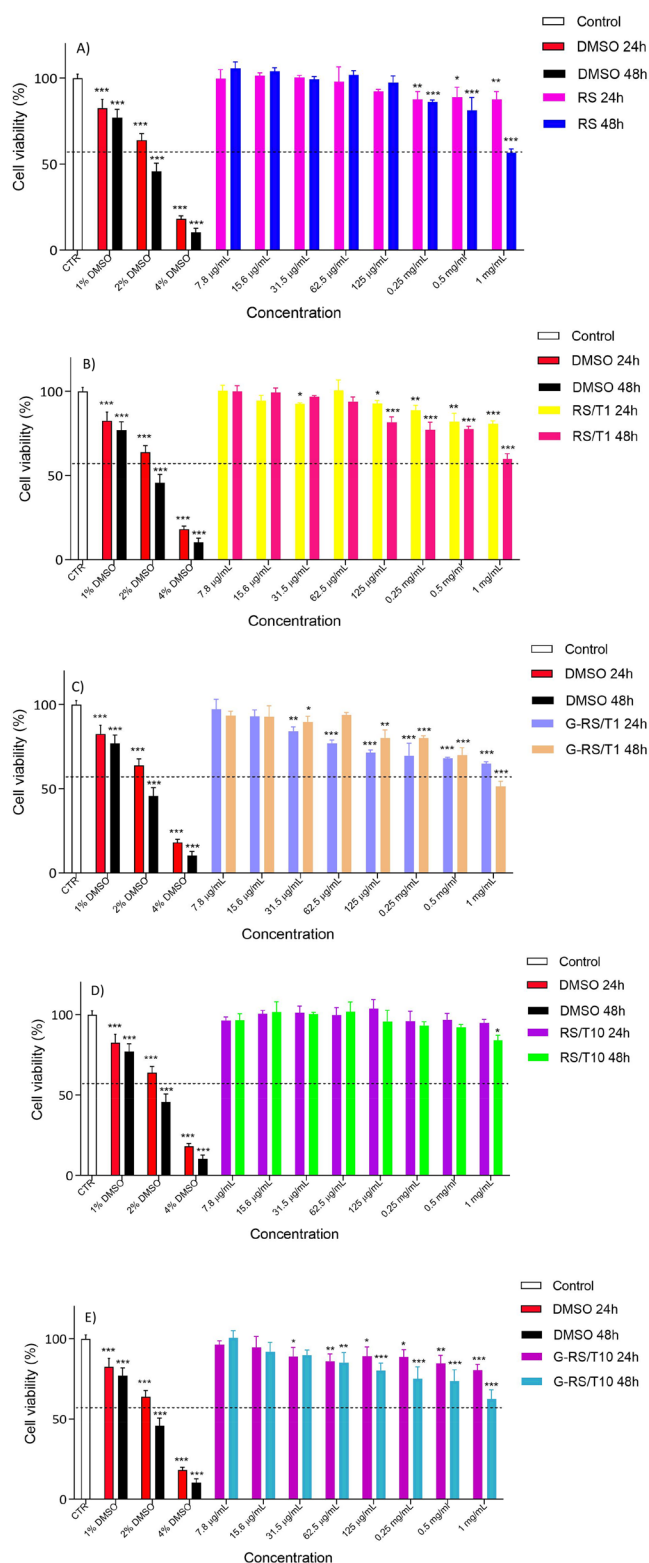 Control
A)
DMSO 24h
DMSO 48h
RS 24h
RS 48h
Cell viability (%)
100
50
0
*** *** *** *** *** *** ** *** * *** ** ***
CTR
1% DMSO
2% DMSO
4% DMSO
7.8 µg/mL
15.6 µg/mL
31.5 µg/mL
62.5 µg/mL
125 µg/mL
0.25 mg/mL
0.5 mg/ml
1 mg/mL
Concentration
Control
B)
DMSO 24h
DMSO 48h
RS/T1 24h
RS/T1 48h
Cell viability (%)
100
50
0
*** *** *** *** *** *** * * *** ** *** ** *** *** ***
CTR
1% DMSO
2% DMSO
4% DMSO
7.8 µg/mL
15.6 µg/mL
31.5 µg/mL
62.5 µg/mL
125 µg/mL
0.25 mg/mL
0.5 mg/ml
1 mg/mL
Concentration
Control
C)
DMSO 24h
DMSO 48h
G-RS/T1 24h
G-RS/T1 48h
Cell viability (%)
100
50
0
*** *** *** *** *** *** ** * *** *** ** *** *** *** *** *** ***
CTR
1% DMSO
2% DMSO
4% DMSO
7.8 µg/mL
15.6 µg/mL
31.5 µg/mL
62.5 µg/mL
125 µg/mL
0.25 mg/mL
0.5 mg/ml
1 mg/mL
Concentration
Control
D)
DMSO 24h
DMSO 48h
RS/T10 24h
RS/T10 48h
Cell viability (%)
100
50
0
*** *** *** *** *** *** *
CTR
1% DMSO
2% DMSO
4% DMSO
7.8 µg/mL
15.6 µg/mL
31.5 µg/mL
62.5 µg/mL
125 µg/mL
0.25 mg/mL
0.5 mg/ml
1 mg/mL
Concentration
Control
E)
DMSO 24h
DMSO 48h
G-RS/T10 24h
G-RS/T10 48h
Cell viability (%)
100
50
0
*** *** *** *** *** *** * ** ** * *** * *** ** *** *** ***
CTR
1% DMSO
2% DMSO
4% DMSO
7.8 µg/mL
15.6 µg/mL
31.5 µg/mL
62.5 µg/mL
125 µg/mL
0.25 mg/mL
0.5 mg/ml
1 mg/mL
Concentration